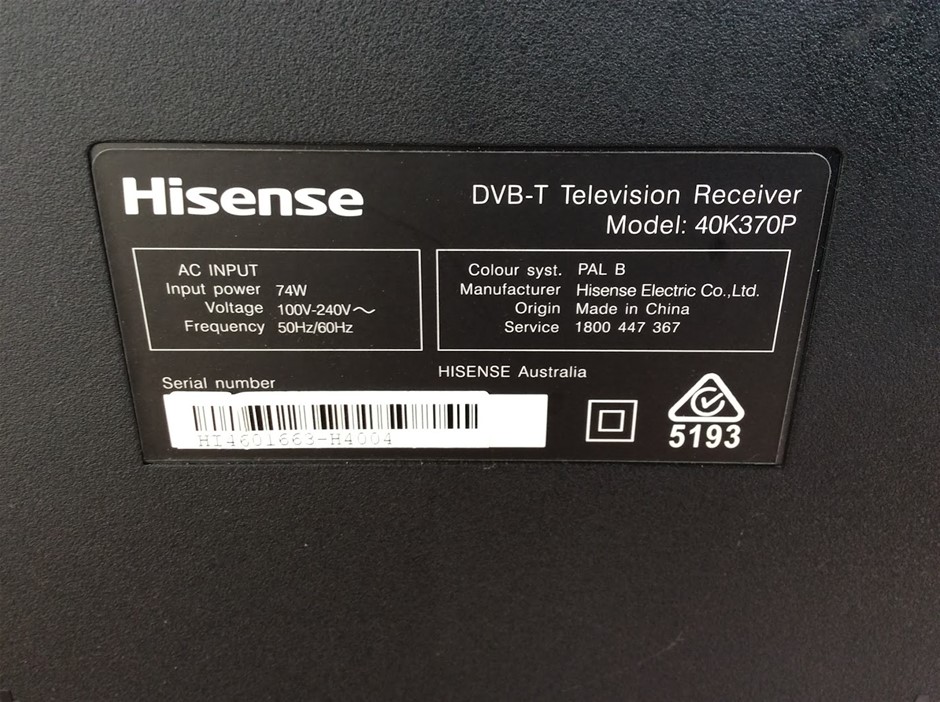 Hisense
DVB-T Television Receiver
Model: 40K370P
AC INPUT
Input power 74W
Voltage 100V-240V～
Frequency 50Hz/60Hz
Colour syst. PAL B
Manufacturer Hisense Electric Co.,Ltd.
Origin Made in China
Service 1800 447 367
HISENSE Australia
Serial number
HI4601663-H4004
5193